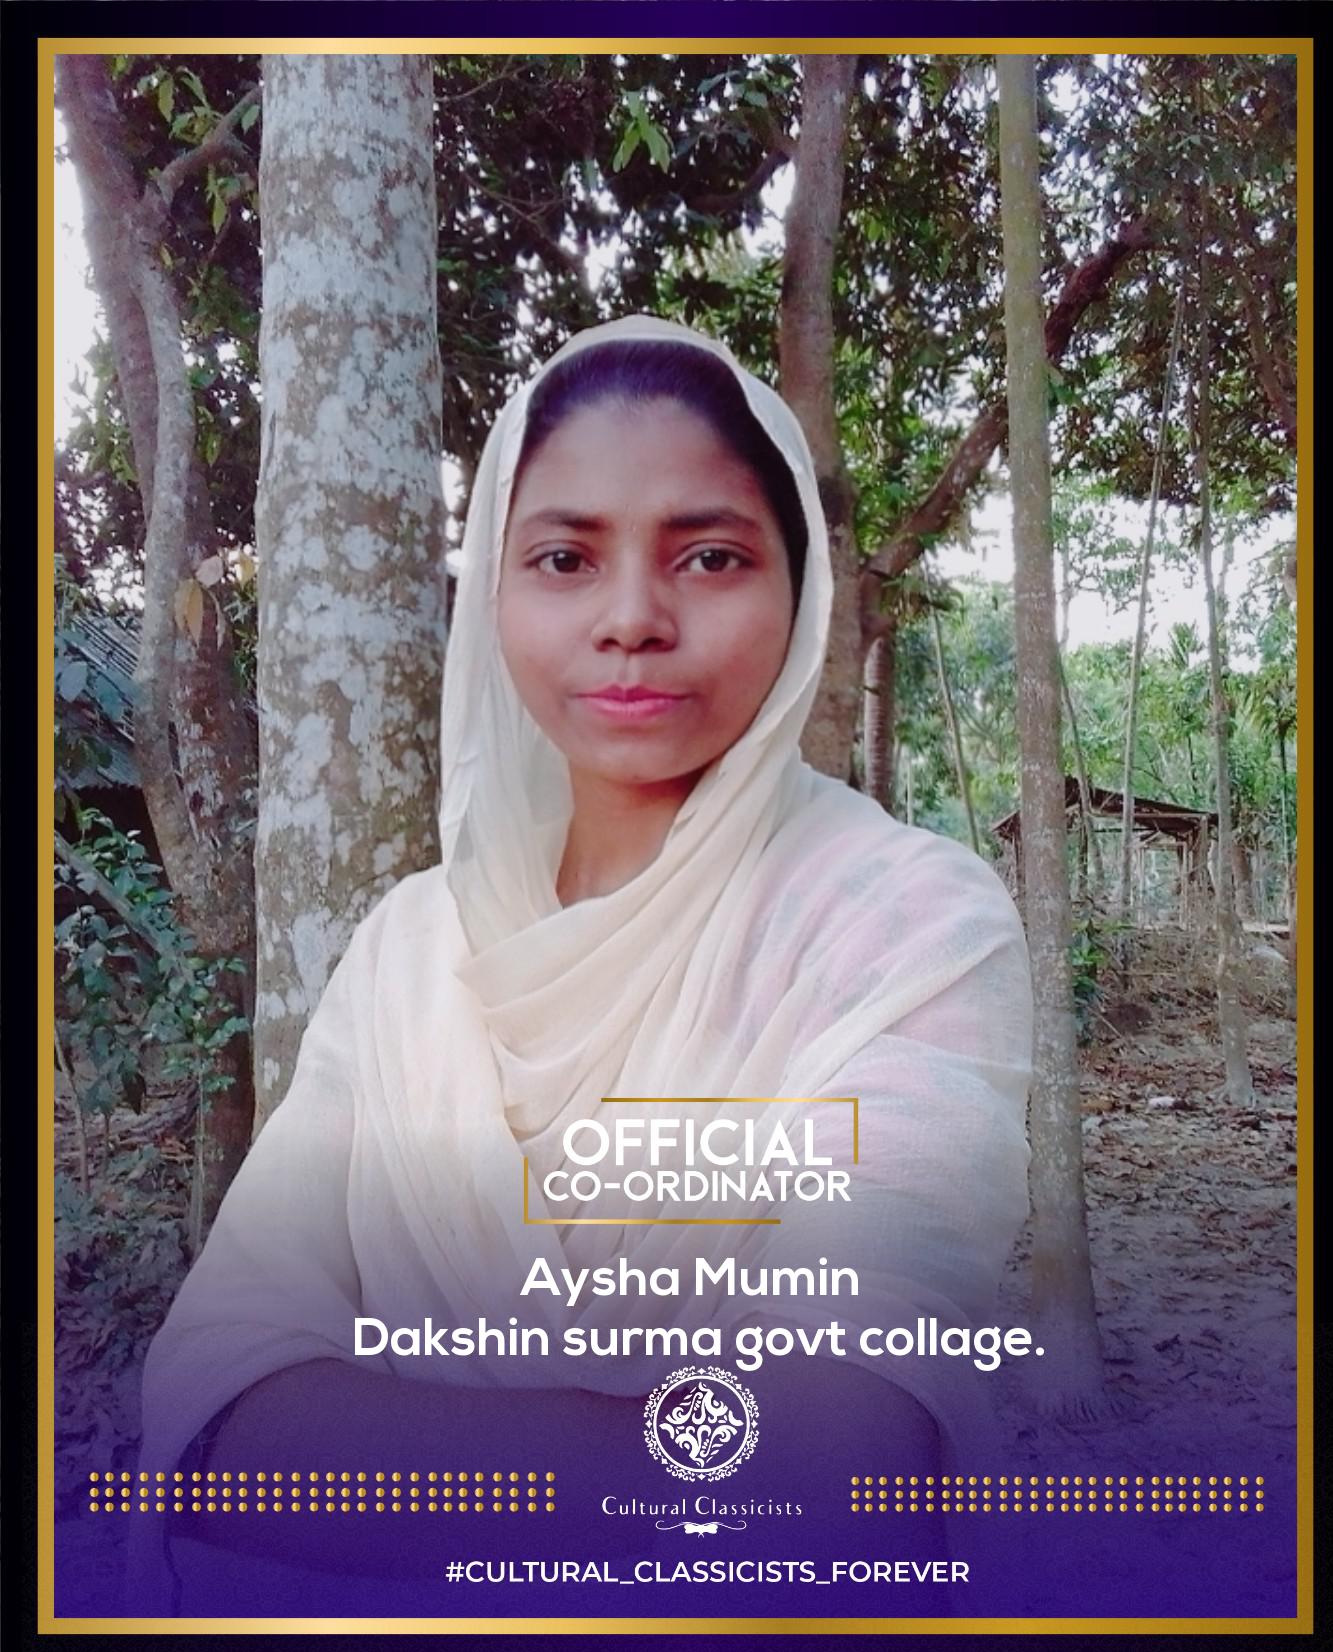 OFFICIAL
CO-ORDINATOR
Aysha Mumin
Dakshin surma govt collage.
Cultural Classicists
#CULTURAL_CLASSICISTS_FOREVER